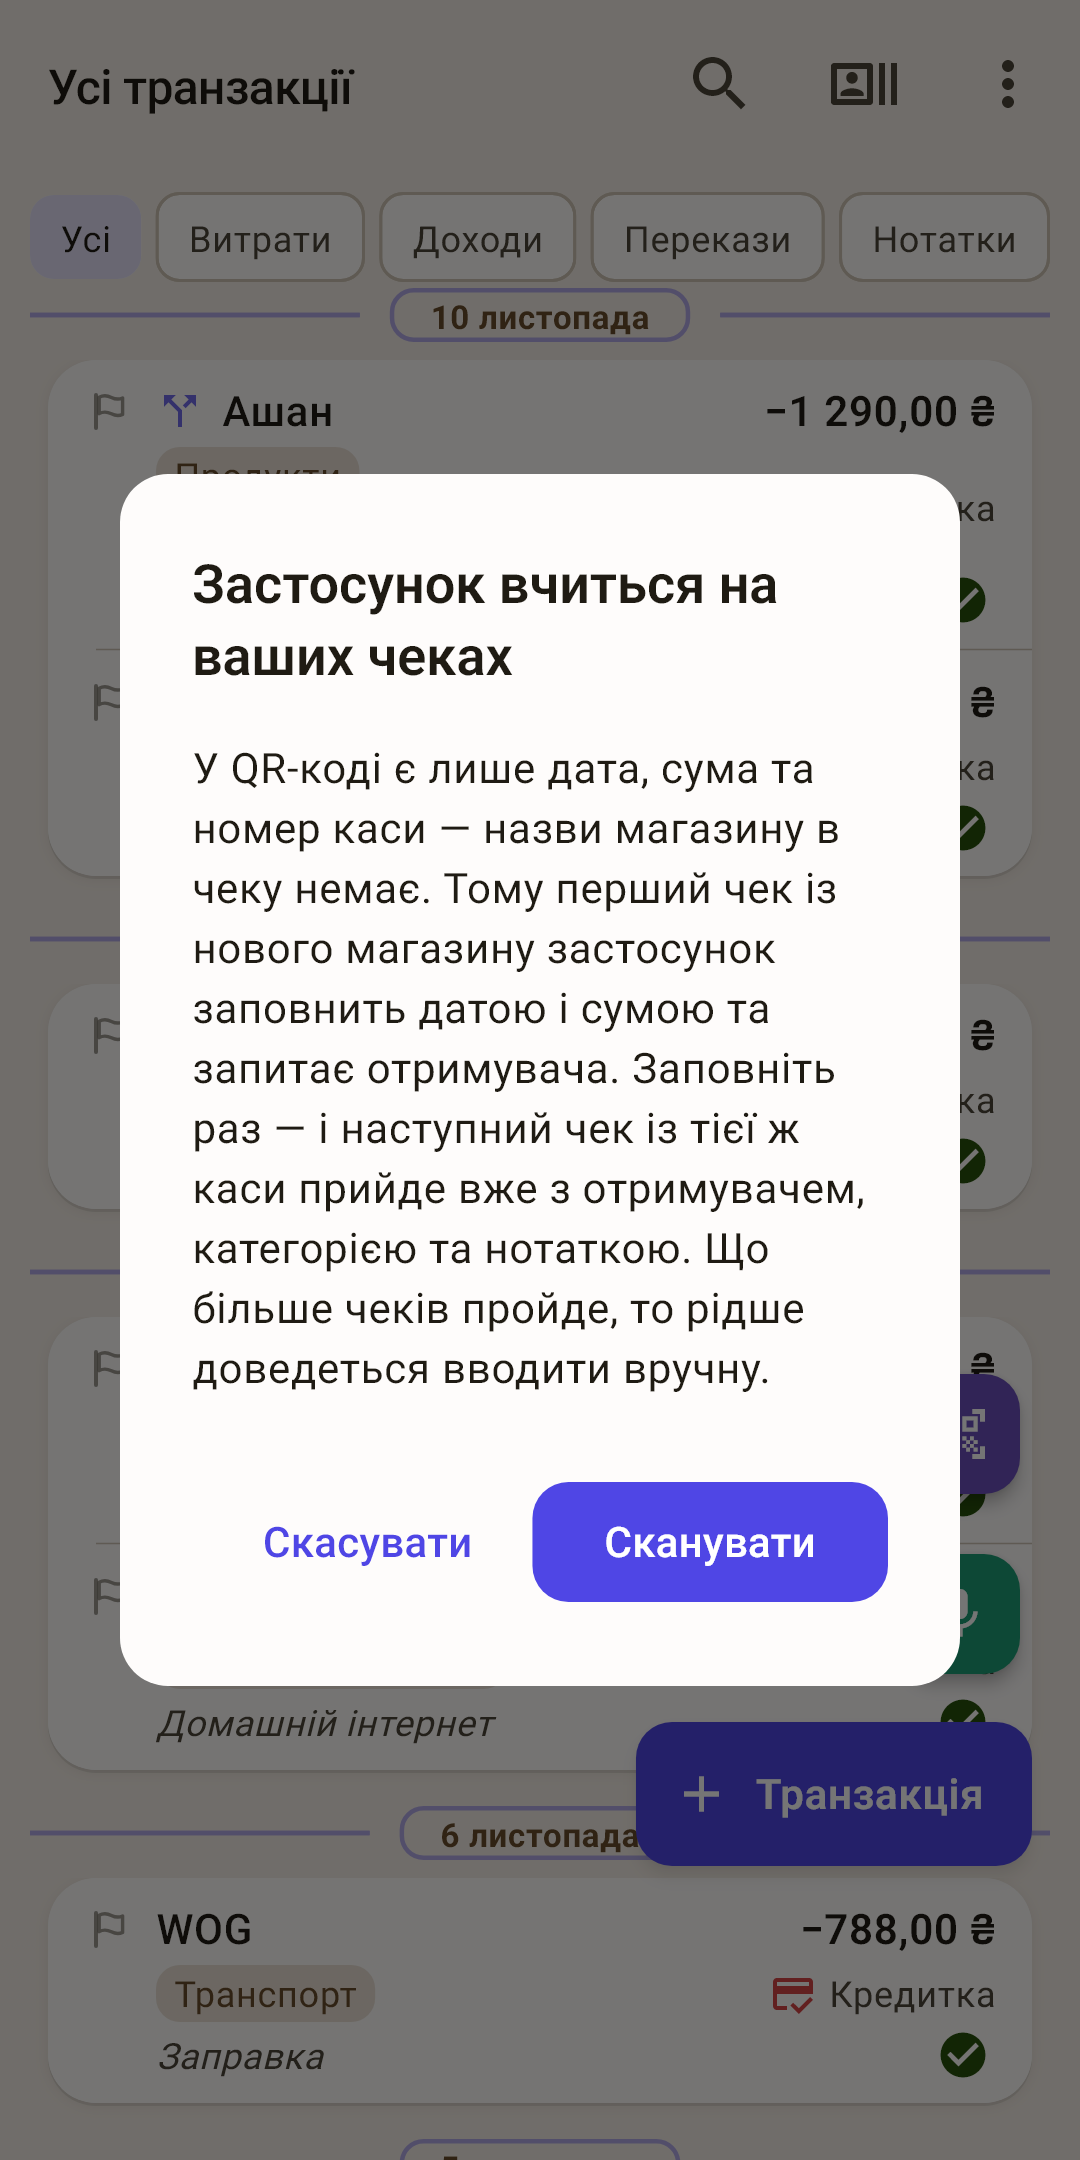 Усі транзакції
Усі
Витрати
Доходи
Перекази
Нотатки
10 листопада
Ашан
−1 290,00 ₴
Застосунок вчиться на
ваших чеках
У QR-коді є лише дата, сума та
номер каси — назви магазину в
чеку немає. Тому перший чек із
нового магазину застосунок
заповнить датою і сумою та
запитає отримувача. Заповніть
раз — і наступний чек із тієї ж
каси прийде вже з отримувачем,
категорією та нотаткою. Що
більше чеків пройде, то рідше
доведеться вводити вручну.
Скасувати
Сканувати
Домашній інтернет
Транзакція
6 листопада
WOG
−788,00 ₴
Транспорт
Кредитка
Заправка